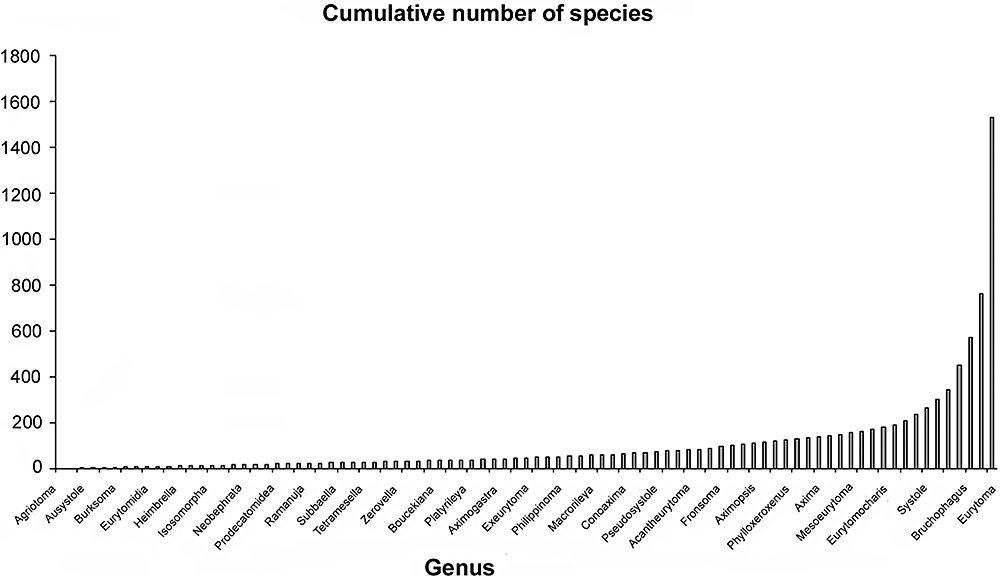 Cumulative number of species
1800
1600
1400
1200
1000
800
600
400
200
0
Agriotoma
Ausystole
Burksoma
Eurytomidia
Heimbrella
Isosomorpha
Neobephrata
Prodecatomidea
Ramanuja
Subbaella
Tetramesella
Zerovella
Boucekiana
Platyrileya
Aximogastra
Exeurytoma
Philippinoma
Macrorileya
Conoaxima
Pseudosystole
Acantheurytoma
Fronsoma
Aximopsis
Phylloxeroxenus
Axima
Mesoeurytoma
Eurytomocharis
Systole
Bruchophagus
Eurytoma
Genus